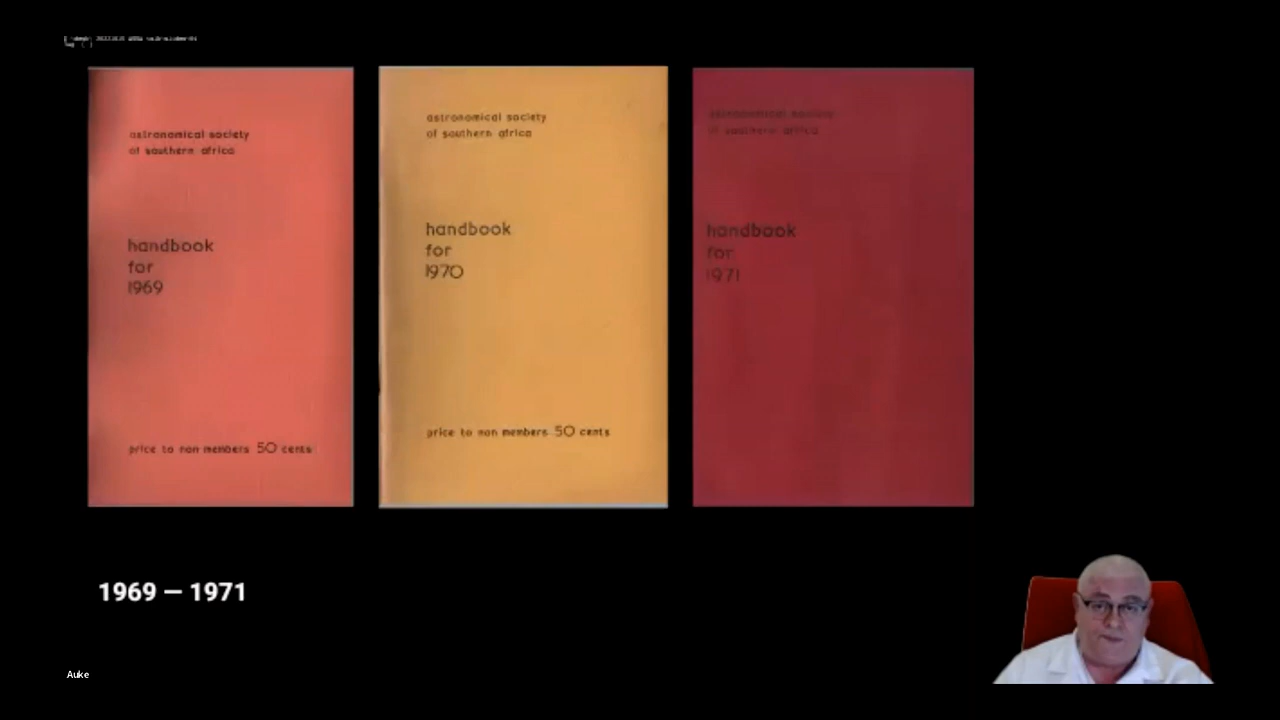 astronomical society
of southern africa
handbook
for
1969
price to non members 50 cents
astronomical society
of southern africa
handbook
for
1970
price to non members 50 cents
astronomical society
of southern africa
handbook
for
1971
1969 — 1971
Auke